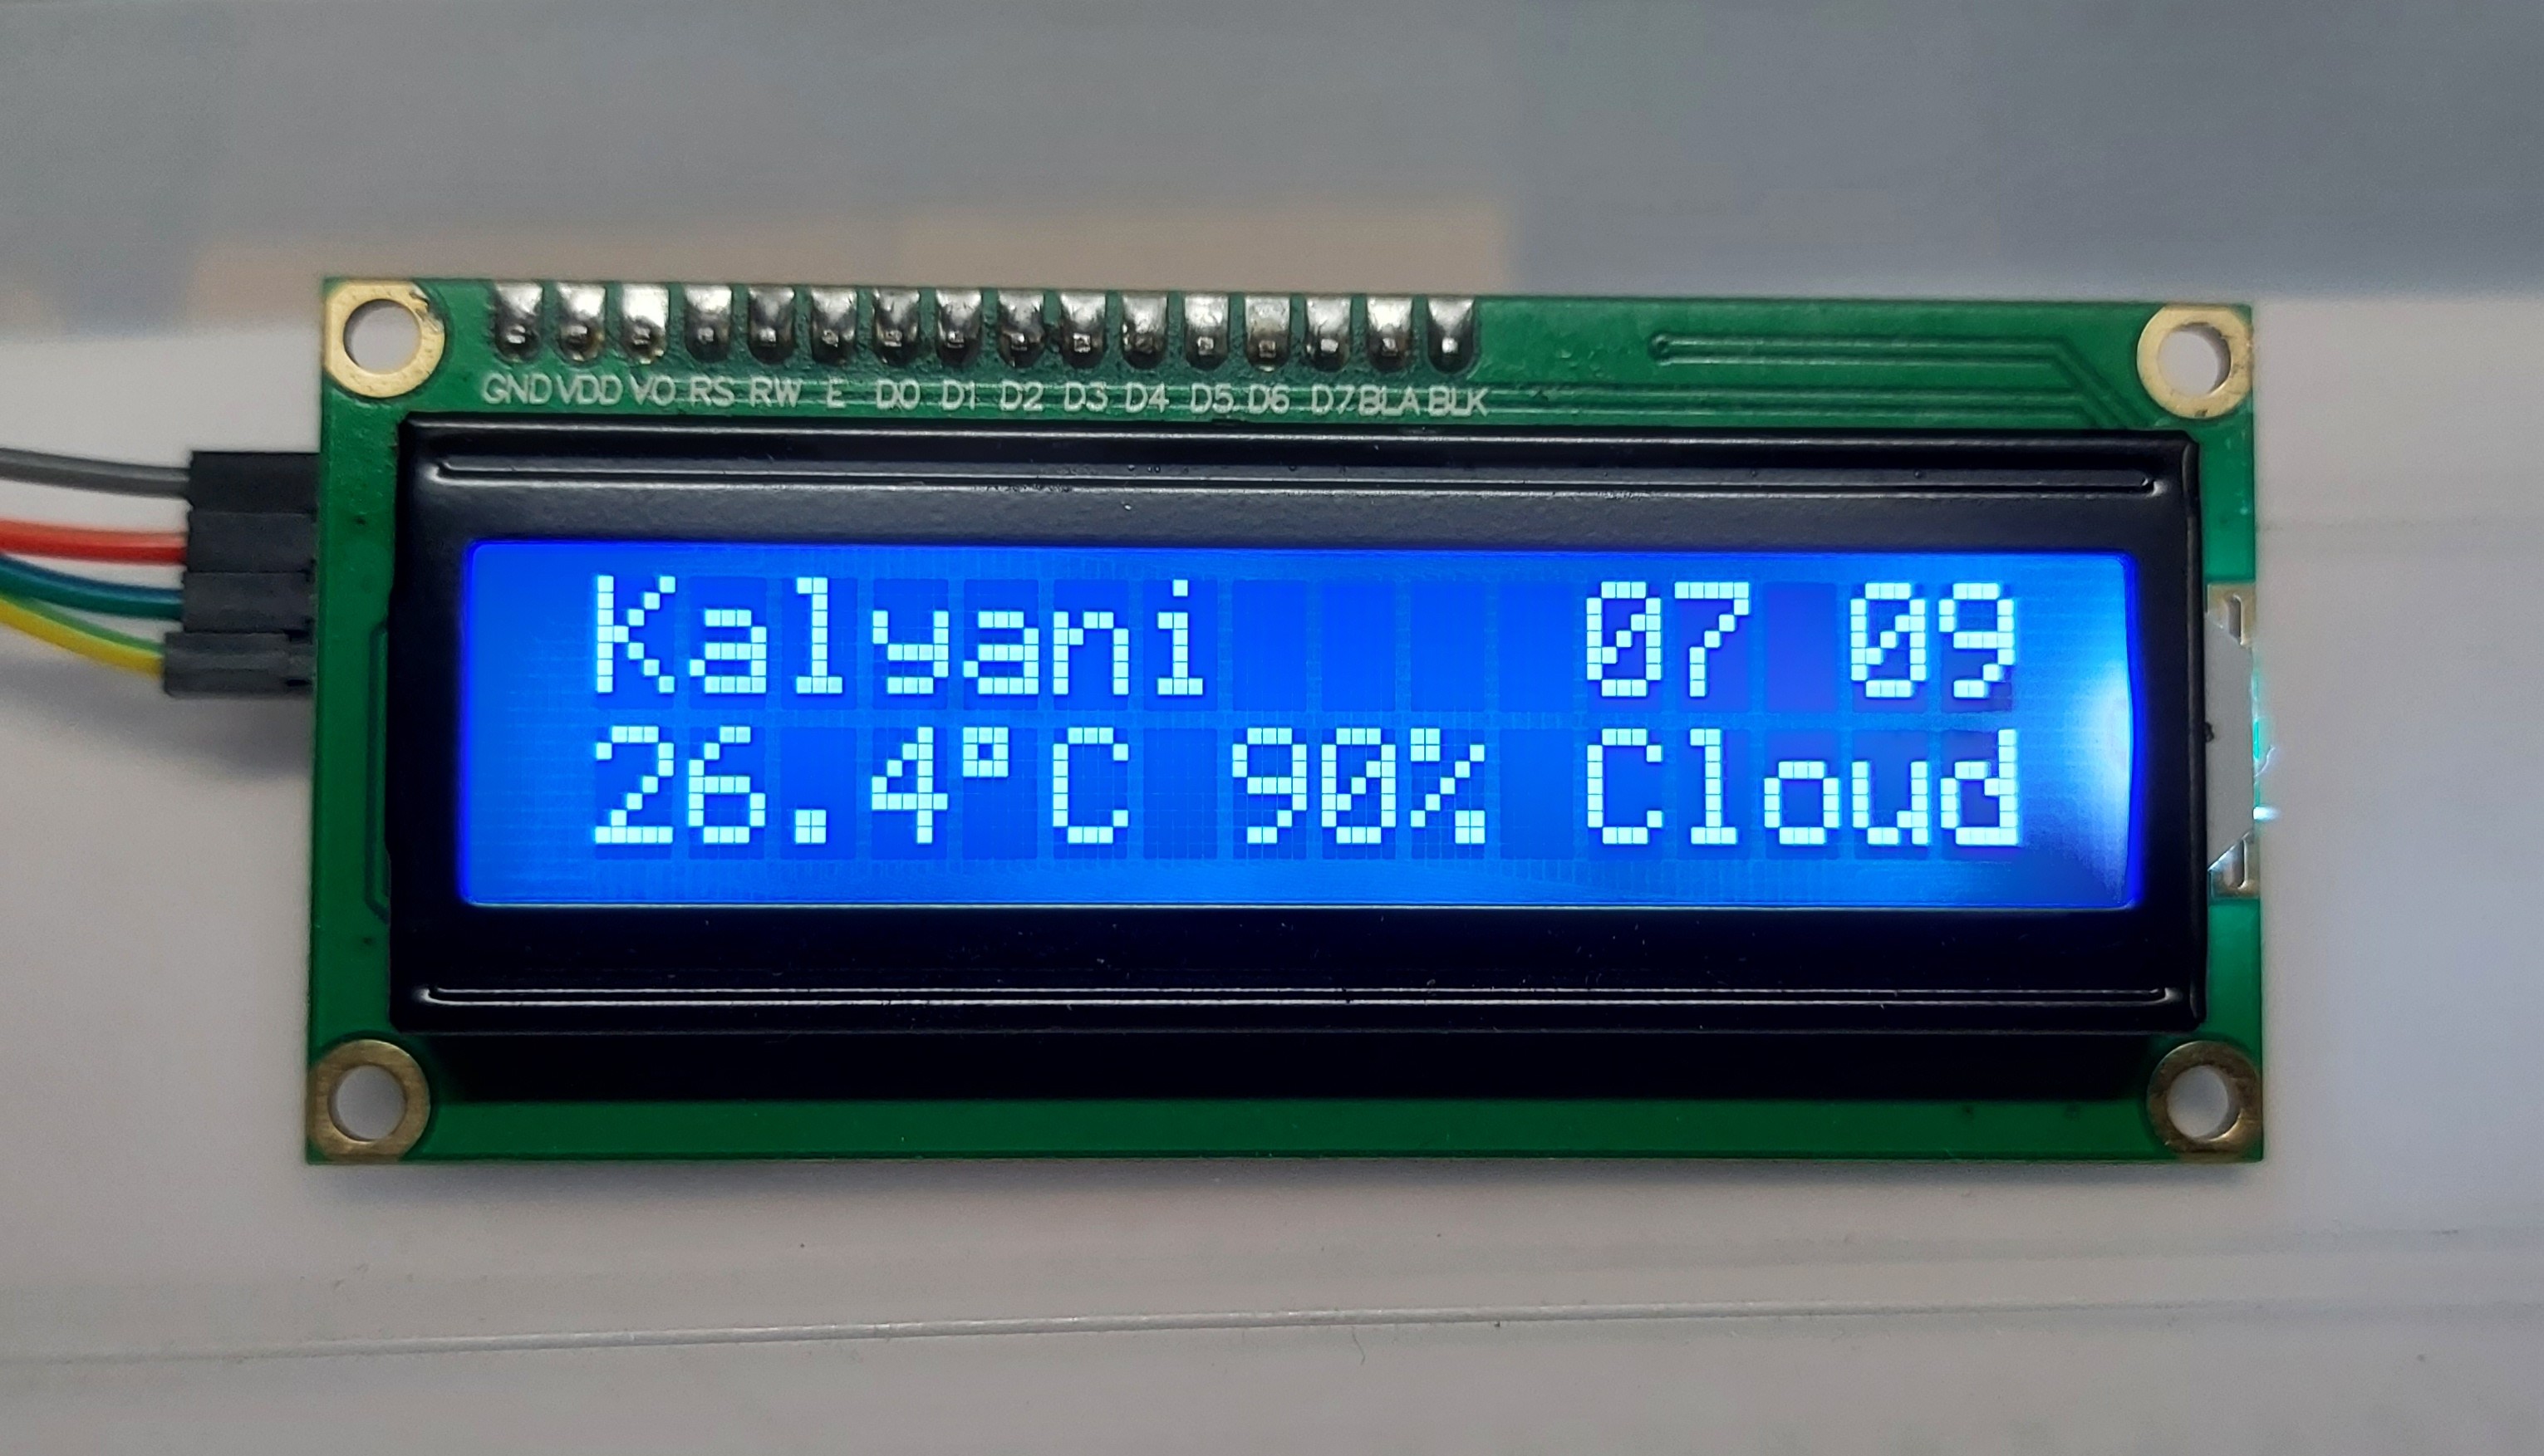 GND VDD VO RS RW E D0 D1 D2 D3 D4 D5 D6 D7 BLA BLK
Kalyani 07 09
26.4°C 90% Cloud